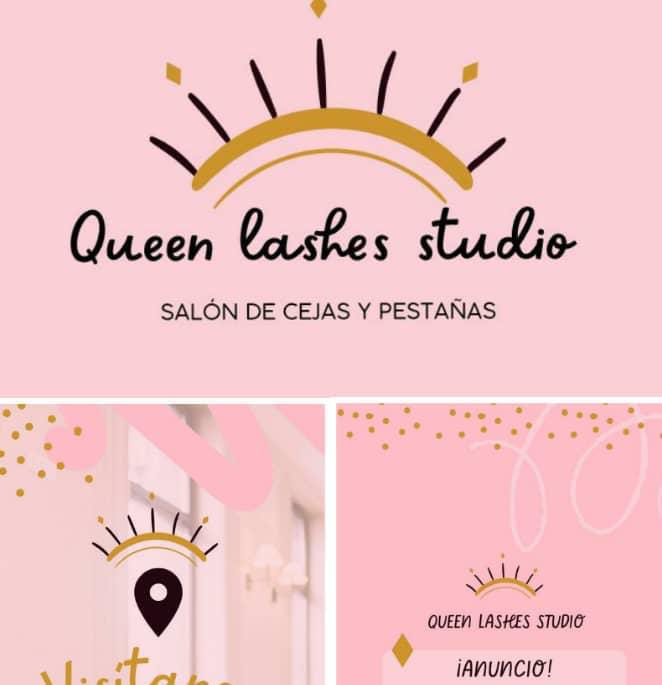 Queen lashes studio
SALÓN DE CEJAS Y PESTAÑAS
QUEEN LASHES STUDIO
¡ANUNCIO!